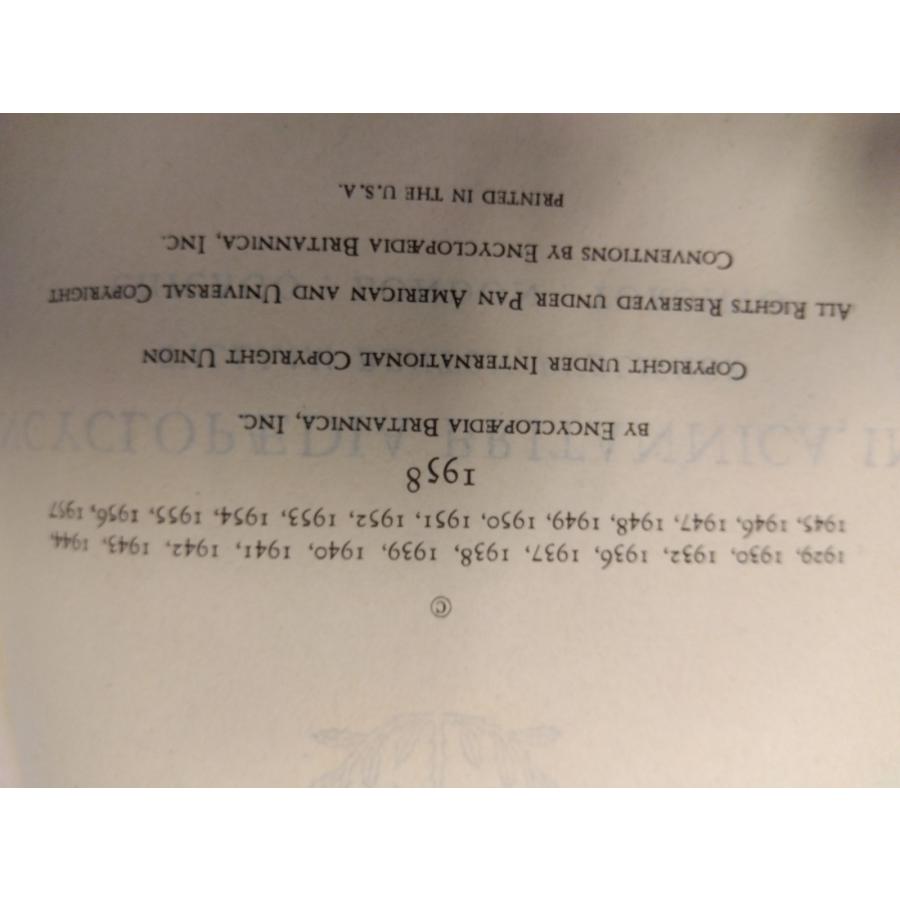 ©
1929, 1930, 1932, 1936, 1937, 1938, 1939, 1940, 1941, 1942, 1943, 1944,
1945, 1946, 1947, 1948, 1949, 1950, 1951, 1952, 1953, 1954, 1955, 1956, 1957
1958
BY ENCYCLOPÆDIA BRITANNICA, INC.
COPYRIGHT UNDER INTERNATIONAL COPYRIGHT UNION
ALL RIGHTS RESERVED UNDER PAN AMERICAN AND UNIVERSAL COPYRIGHT
CONVENTIONS BY ENCYCLOPÆDIA BRITANNICA, INC.
PRINTED IN THE U.S.A.